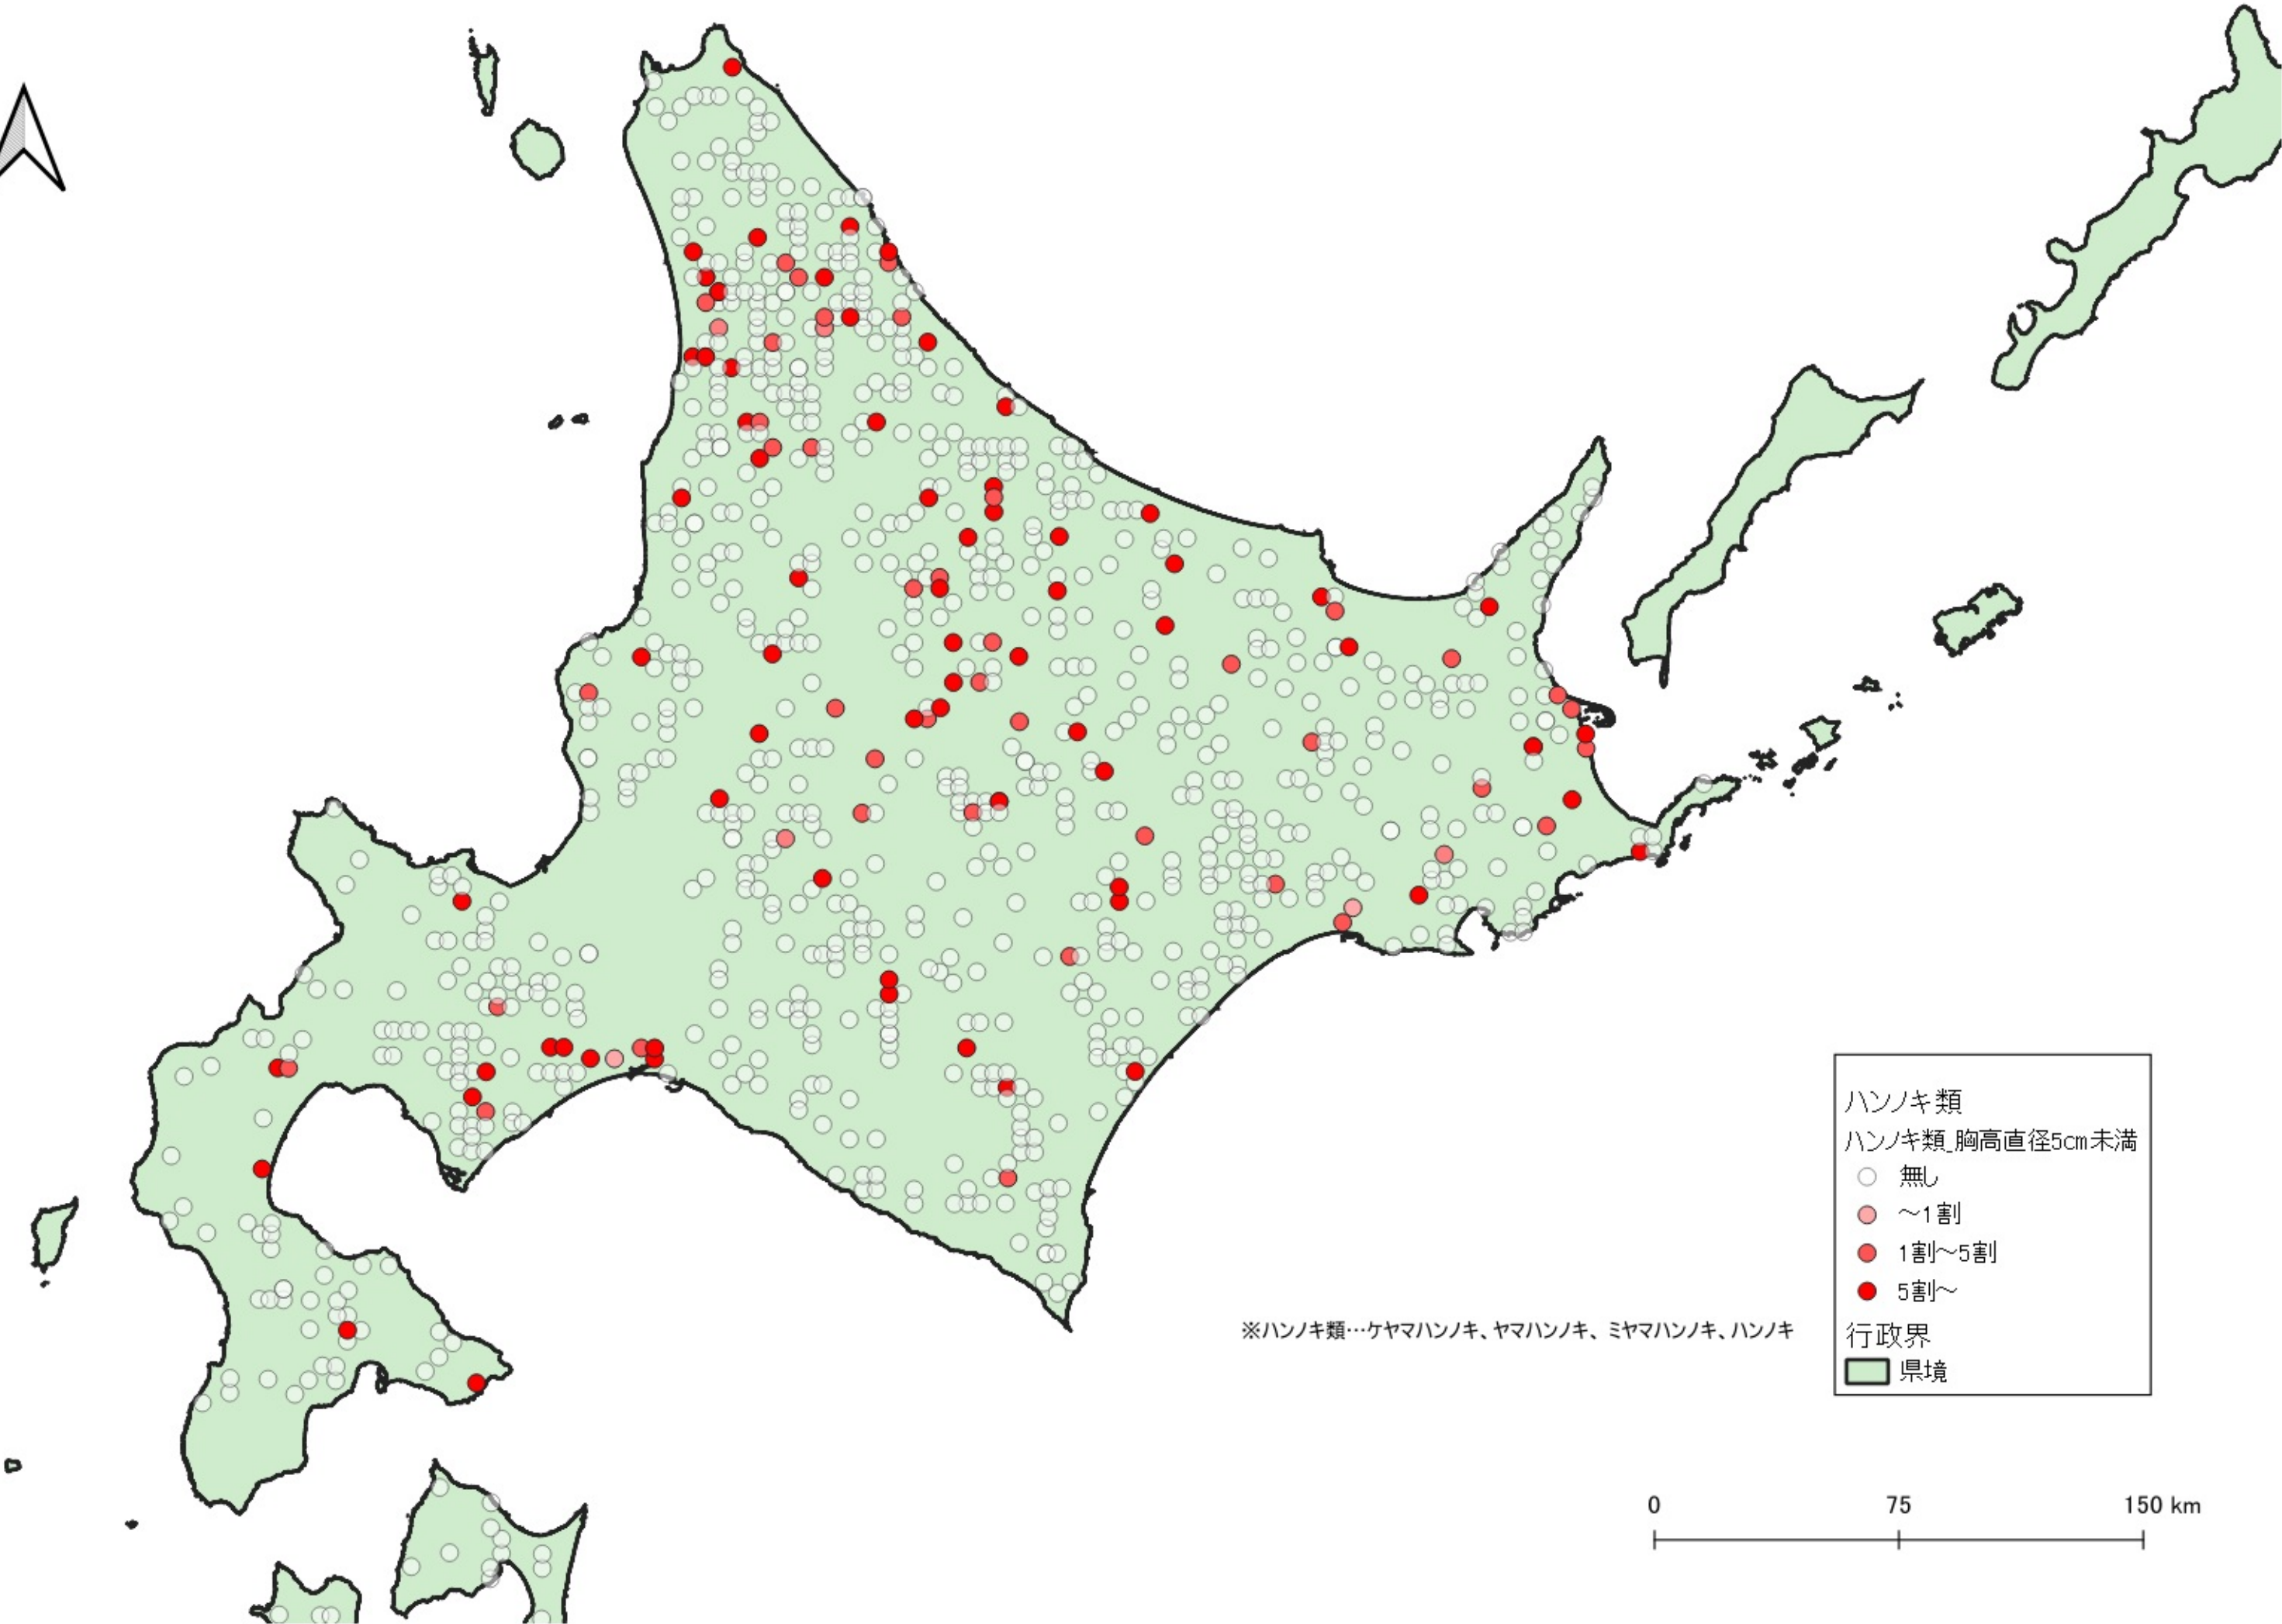 ハンノキ類
ハンノキ類_胸高直径5cm未満
無し
～1割
1割～5割
5割～
行政界
県境
※ハンノキ類…ケヤマハンノキ、ヤマハンノキ、ミヤマハンノキ、ハンノキ
0 75 150 km